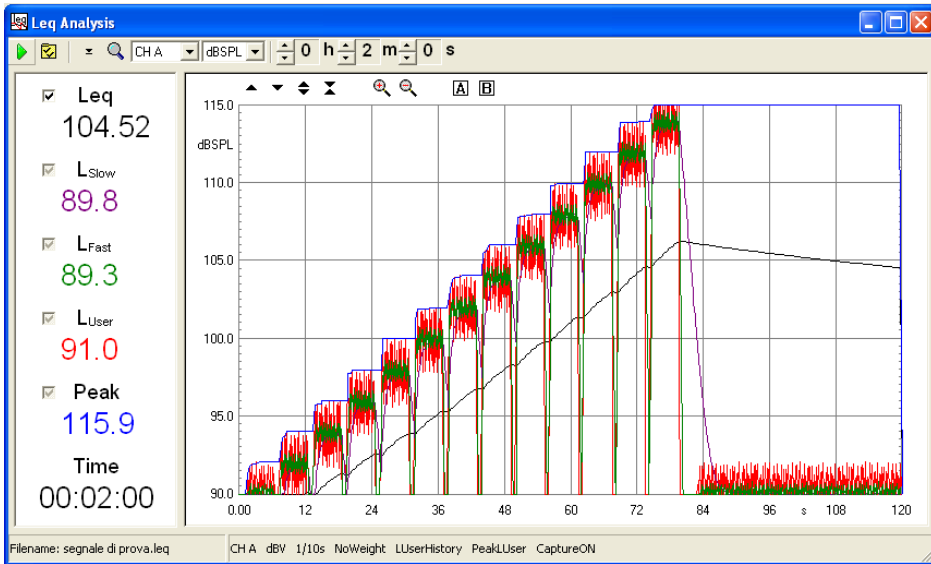 Leq Analysis
CH A dBSPL 0 h 2 m 0 s
Leq
104.52
LSlow
89.8
LFast
89.3
LUser
91.0
Peak
115.9
Time
00:02:00
A B
115.0
dBSPL
110.0
105.0
100.0
95.0
90.0
0.00 12 24 36 48 60 72 84 96 s 108 120
Filename: segnale di prova.leq
CH A dBV 1/10s NoWeight LUserHistory PeakLUser CaptureON